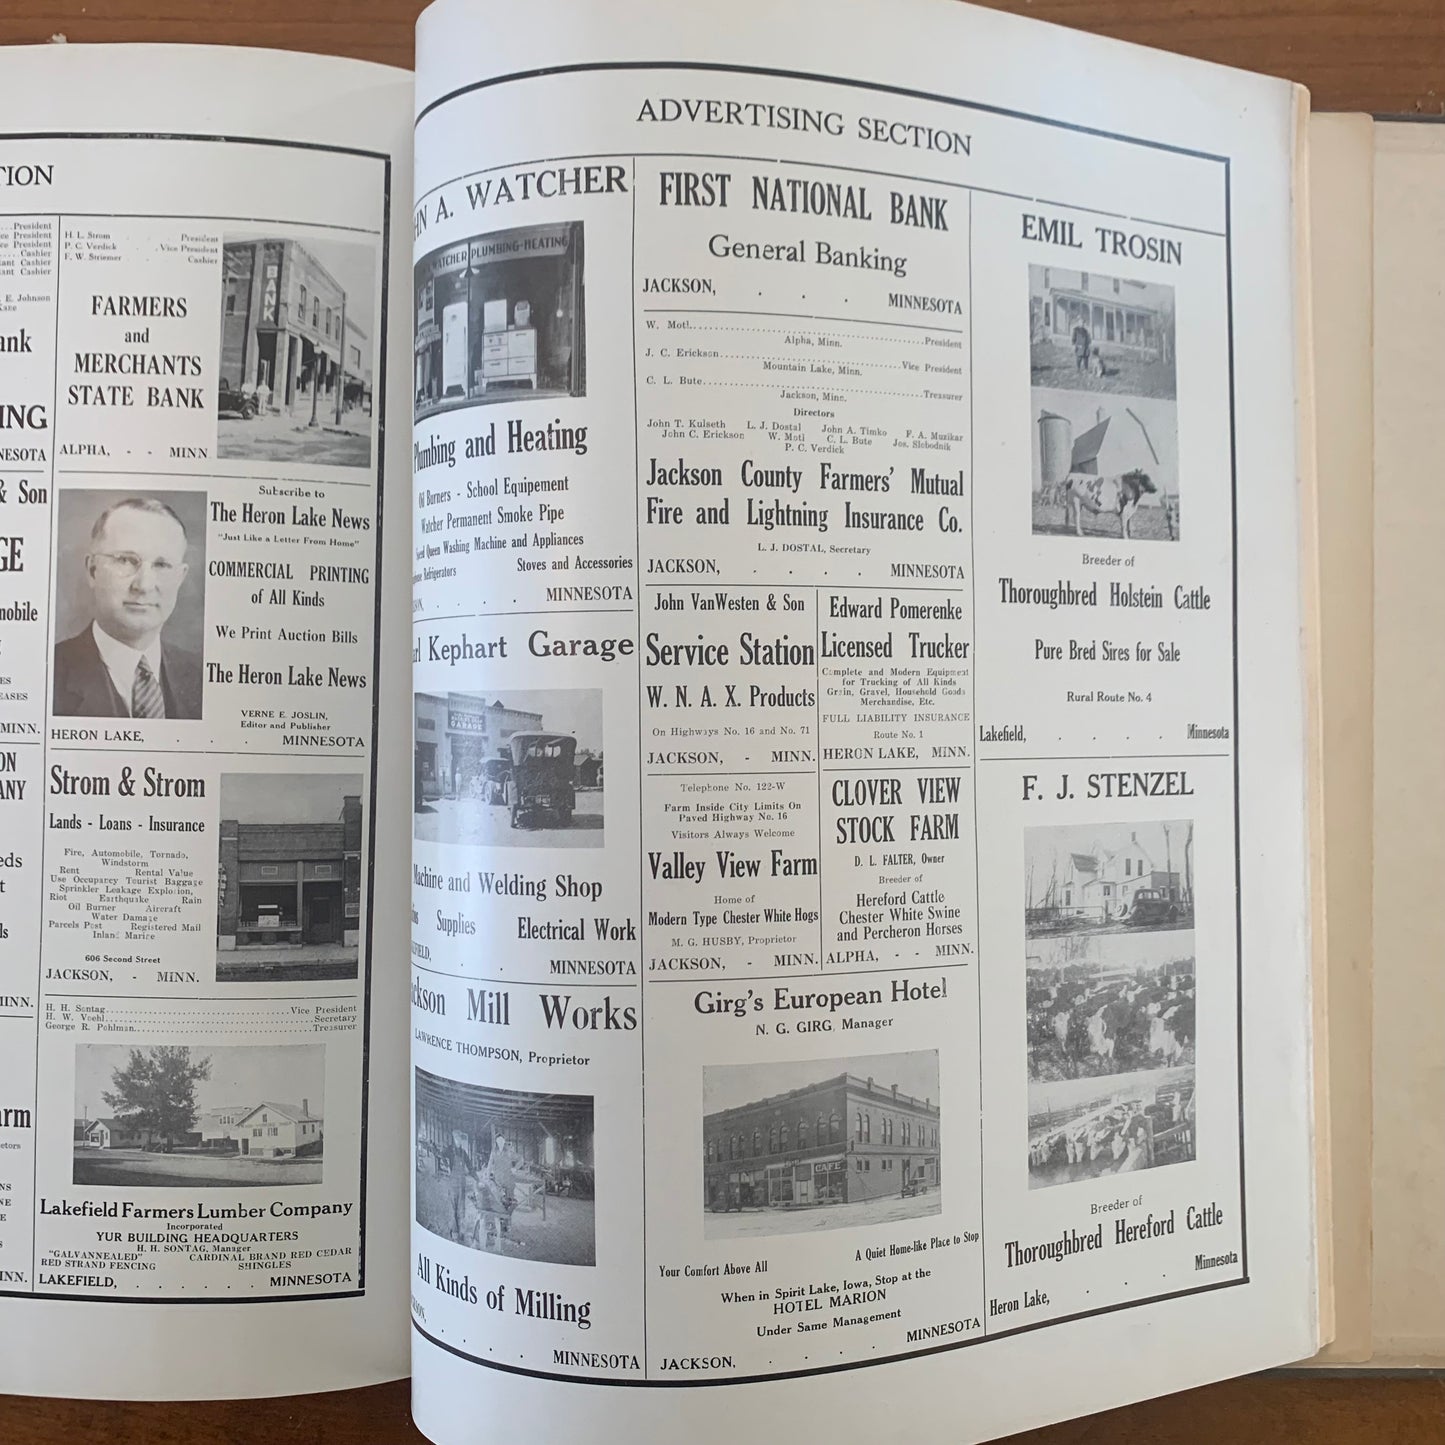 TION
President
President
President
Cashier
Cashier
Cashier
E. Johnson
Kane
ank
ING
& Son
GE
mobile
EASES
MINN.
ON
ANY
eds
ls
MINN.
arm
MINN.
H. L. Strom President
P. C. Verdick Vice President
F. W. Striemer Cashier
FARMERS
and
MERCHANTS
STATE BANK
ALPHA, - - MINN
BANK
Subscribe to
The Heron Lake News
"Just Like a Letter From Home"
COMMERCIAL PRINTING
of All Kinds
We Print Auction Bills
The Heron Lake News
VERNE E. JOSLIN,
Editor and Publisher
HERON LAKE, . . . MINNESOTA
Strom & Strom
Lands - Loans - Insurance
Fire, Automobile, Tornado,
Windstorm
Rent Rental Value
Use Occupancy Tourist Baggage
Sprinkler Leakage Explosion,
Riot Earthquake Rain
Oil Burner Aircraft
Water Damage
Parcels Post Registered Mail
Inland Marine
606 Second Street
JACKSON, - MINN.
H. H. Sontag Vice President
H. W. Voehl Secretary
George R. Pohlman Treasurer
Lakefield Farmers Lumber Company
Incorporated
YUR BUILDING HEADQUARTERS
H. H. SONTAG, Manager
"GALVANNEALED" CARDINAL BRAND RED CEDAR
RED STRAND FENCING SHINGLES
LAKEFIELD, . . . . . . MINNESOTA
ADVERTISING SECTION
HN A. WATCHER
WATCHER PLUMBING-HEATING
Plumbing and Heating
Oil Burners - School Equipement
Watcher Permanent Smoke Pipe
Speed Queen Washing Machine and Appliances
Refrigerators Stoves and Accessories
MINNESOTA
arl Kephart Garage
GARAGE
Machine and Welding Shop
Supplies Electrical Work
MINNESOTA
ckson Mill Works
LAWRENCE THOMPSON, Proprietor
All Kinds of Milling
MINNESOTA
FIRST NATIONAL BANK
General Banking
JACKSON, . . . MINNESOTA
W. Motl President
Alpha, Minn.
J. C. Erickson Vice President
Mountain Lake, Minn.
C. L. Bute Treasurer
Jackson, Minn.
Directors
John T. Kulseth L. J. Dostal John A. Timko F. A. Muzikar
John C. Erickson W. Motl C. L. Bute Jos. Slobodnik
P. C. Verdick
Jackson County Farmers' Mutual
Fire and Lightning Insurance Co.
L. J. DOSTAL, Secretary
JACKSON, . . . . MINNESOTA
John VanWesten & Son
Service Station
W. N. A. X. Products
On Highways No. 16 and No. 71
JACKSON, - MINN.
Edward Pomerenke
Licensed Trucker
Complete and Modern Equipment
for Trucking of All Kinds
Grain, Gravel, Household Goods
Merchandise, Etc.
FULL LIABILITY INSURANCE
Route No. 1
HERON LAKE, MINN.
Telephone No. 122-W
Farm Inside City Limits On
Paved Highway No. 16
Visitors Always Welcome
Valley View Farm
Home of
Modern Type Chester White Hogs
M. G. HUSBY, Proprietor
JACKSON, - MINN.
CLOVER VIEW
STOCK FARM
D. L. FALTER, Owner
Breeder of
Hereford Cattle
Chester White Swine
and Percheron Horses
ALPHA, - - MINN.
Girg's European Hotel
N. G. GIRG, Manager
CAFE
Your Comfort Above All A Quiet Home-like Place to Stop
When in Spirit Lake, Iowa, Stop at the
HOTEL MARION
Under Same Management
JACKSON, . . . . MINNESOTA
EMIL TROSIN
Breeder of
Thoroughbred Holstein Cattle
Pure Bred Sires for Sale
Rural Route No. 4
Lakefield, . . . . Minnesota
F. J. STENZEL
Breeder of
Thoroughbred Hereford Cattle
Heron Lake, . . . Minnesota